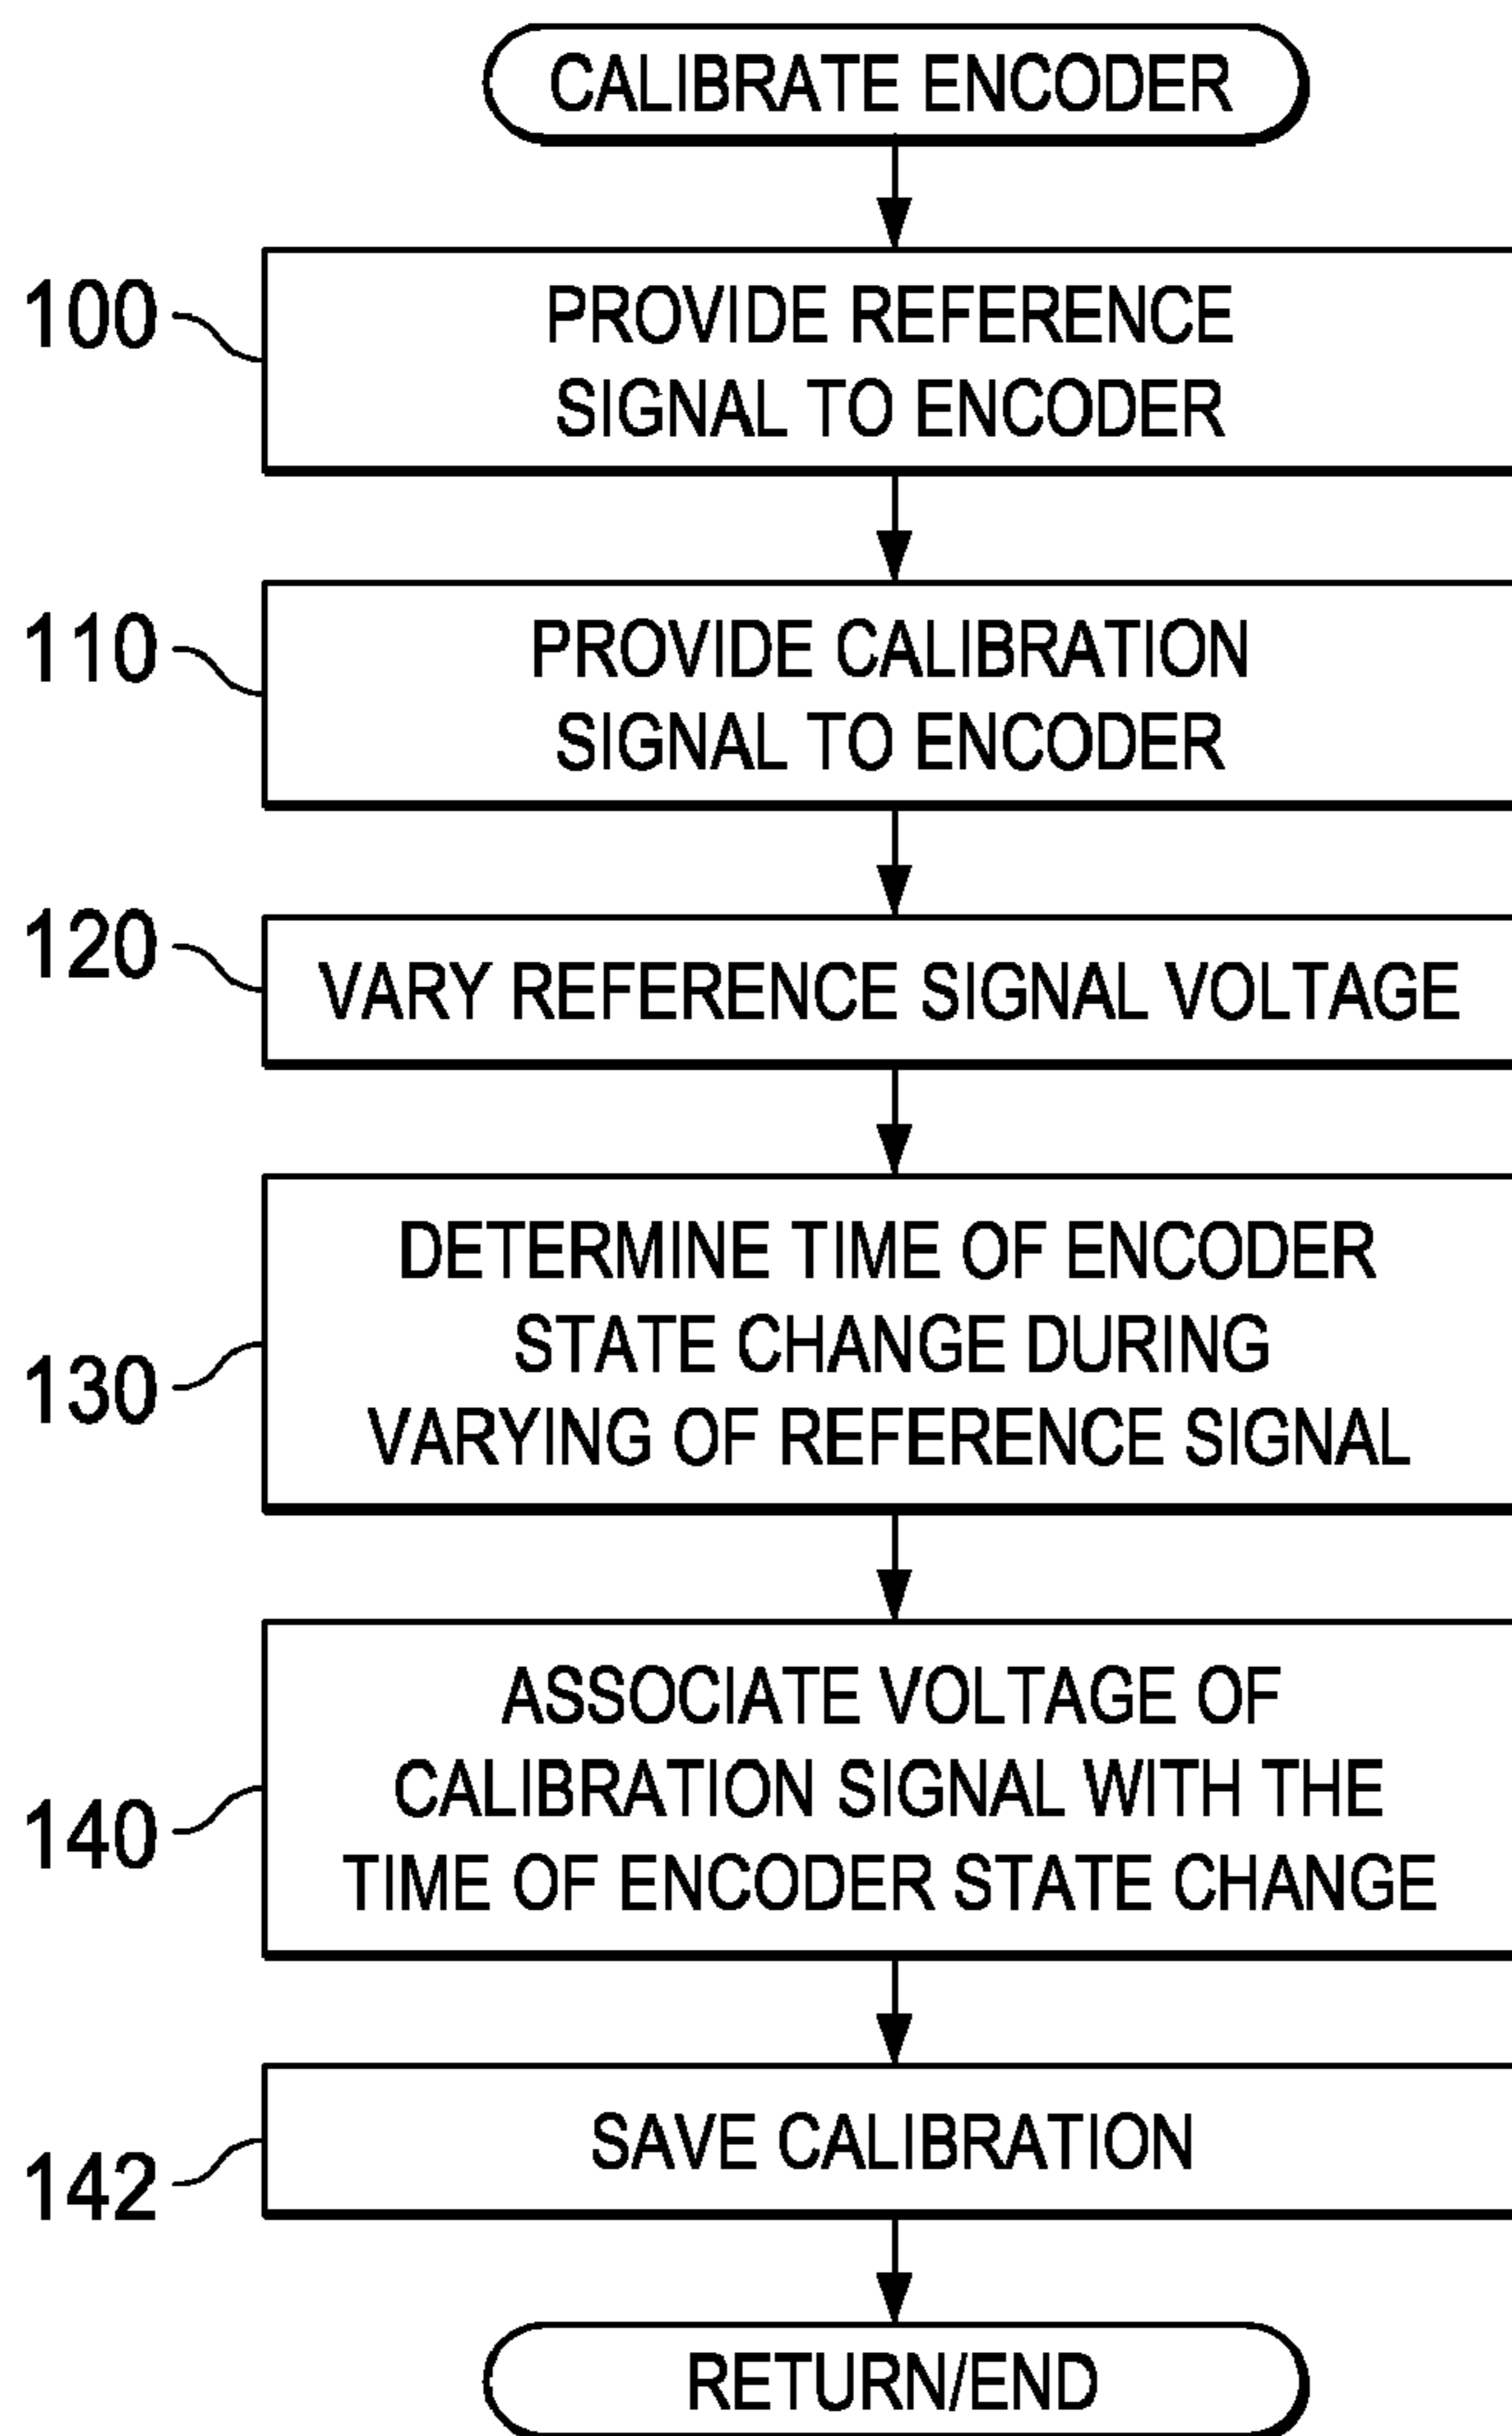 CALIBRATE ENCODER
100
PROVIDE REFERENCE
SIGNAL TO ENCODER
110
PROVIDE CALIBRATION
SIGNAL TO ENCODER
120
VARY REFERENCE SIGNAL VOLTAGE
130
DETERMINE TIME OF ENCODER
STATE CHANGE DURING
VARYING OF REFERENCE SIGNAL
140
ASSOCIATE VOLTAGE OF
CALIBRATION SIGNAL WITH THE
TIME OF ENCODER STATE CHANGE
142
SAVE CALIBRATION
RETURN/END